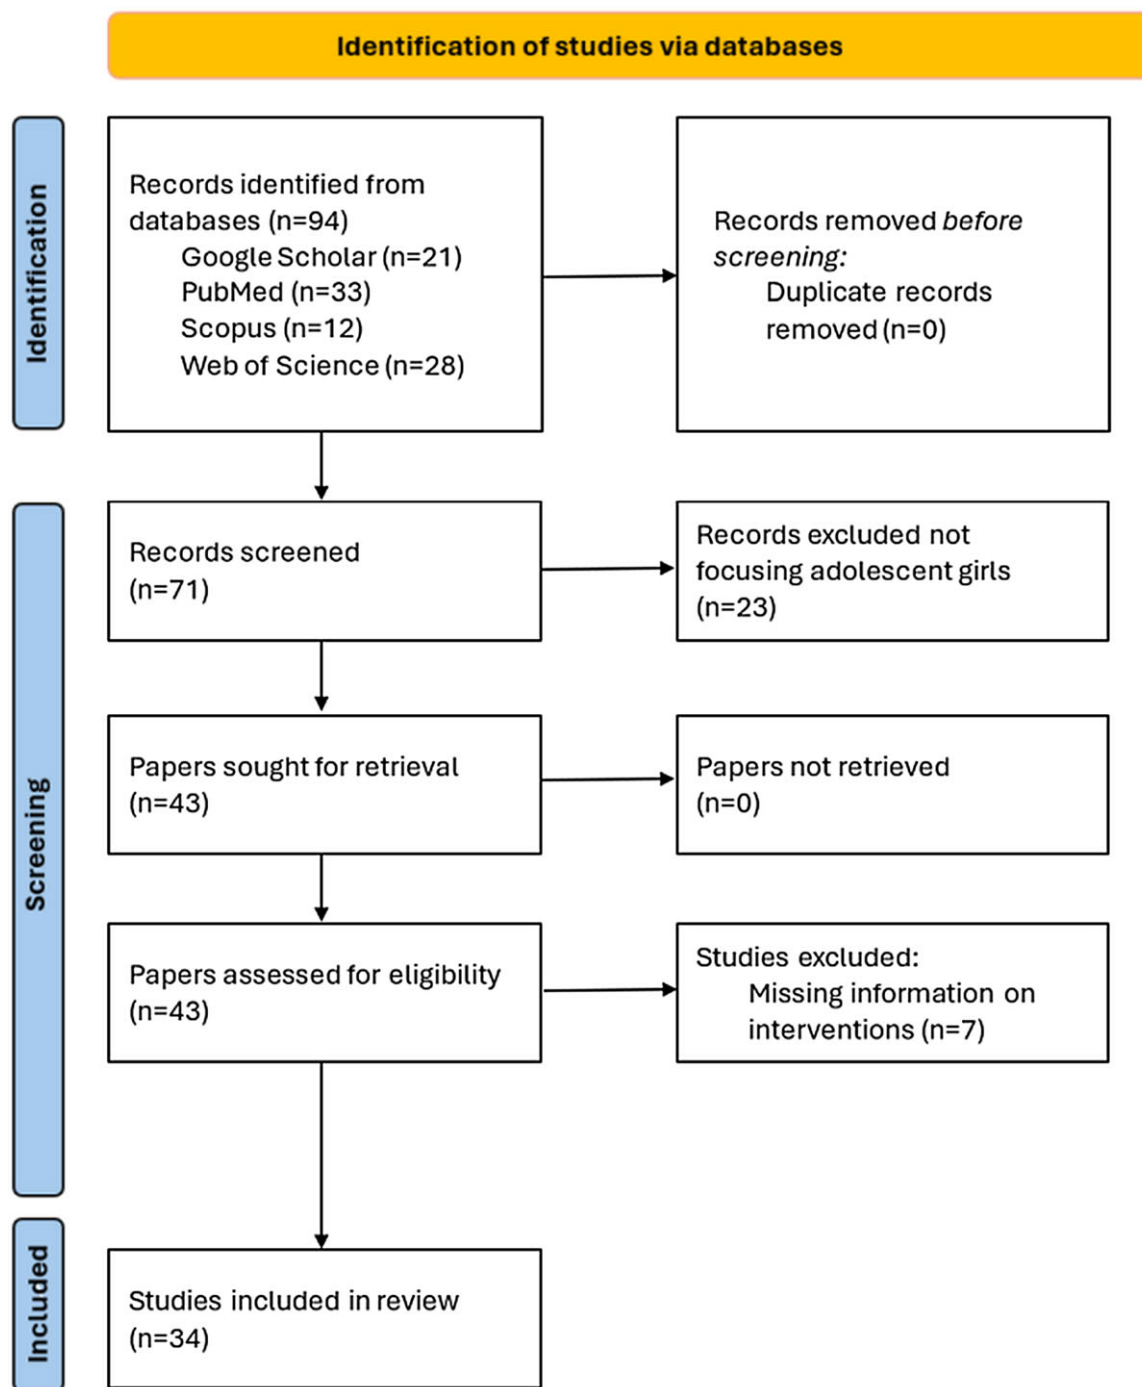 Identification of studies via databases
Identification
Records identified from
databases (n=94)
Google Scholar (n=21)
PubMed (n=33)
Scopus (n=12)
Web of Science (n=28)
Records removed before
screening:
Duplicate records
removed (n=0)
Screening
Records screened
(n=71)
Records excluded not
focusing adolescent girls
(n=23)
Papers sought for retrieval
(n=43)
Papers not retrieved
(n=0)
Papers assessed for eligibility
(n=43)
Studies excluded:
Missing information on
interventions (n=7)
Included
Studies included in review
(n=34)